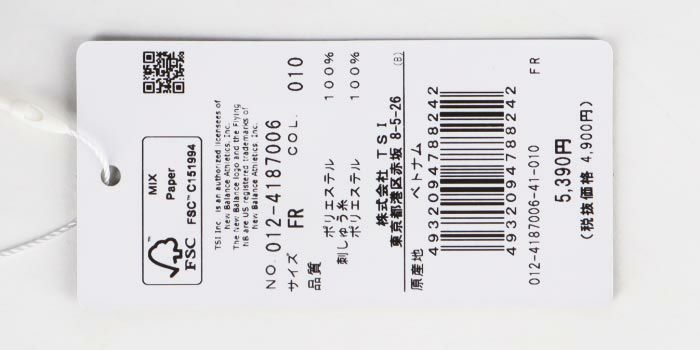 MIX
Paper
FSC™ C151994
FSC™
TSI Inc. is an authorized licensees of
New Balance Athletics, Inc.
The New Balance logo and the Flying
NB are US registered trademarks of
New Balance Athletics, Inc.
NO. 012-4187006
サイズ FR COL. 010
品質 ポリエステル 100%
刺しゅう糸
ポリエステル 100%
株式会社 TSI
東京都港区赤坂 8-5-26
(B)
原産地 ベトナム
4932094788242
4932094788242
012-4187006-41-010 FR
5,390円
(税抜価格 4,900円)